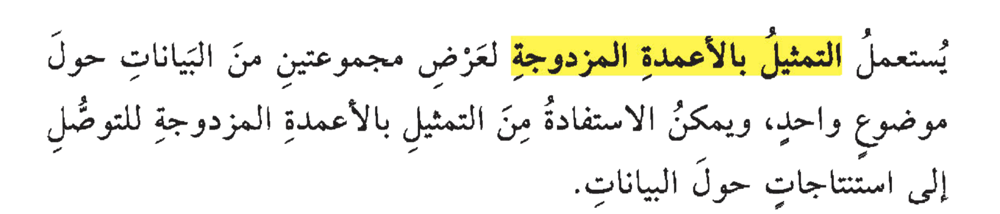 يُستعملُ التمثيلُ بالأعمدةِ المزدوجةِ لعَرْضِ مجموعتينِ منَ البَياناتِ حولَ
موضوعٍ واحدٍ، ويمكنُ الاستفادةُ مِنَ التمثيلِ بالأعمدةِ المزدوجةِ للتوصُّلِ
إلى استنتاجاتٍ حولَ البياناتِ.